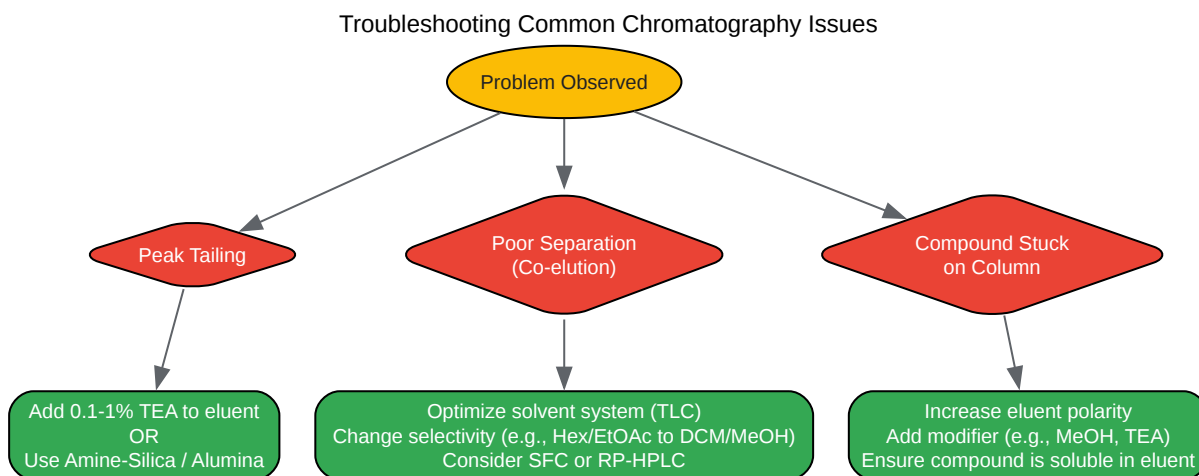 Troubleshooting Common Chromatography Issues
Problem Observed
Peak Tailing
Poor Separation
(Co-elution)
Compound Stuck
on Column
Add 0.1-1% TEA to eluent
OR
Use Amine-Silica / Alumina
Optimize solvent system (TLC)
Change selectivity (e.g., Hex/EtOAc to DCM/MeOH)
Consider SFC or RP-HPLC
Increase eluent polarity
Add modifier (e.g., MeOH, TEA)
Ensure compound is soluble in eluent